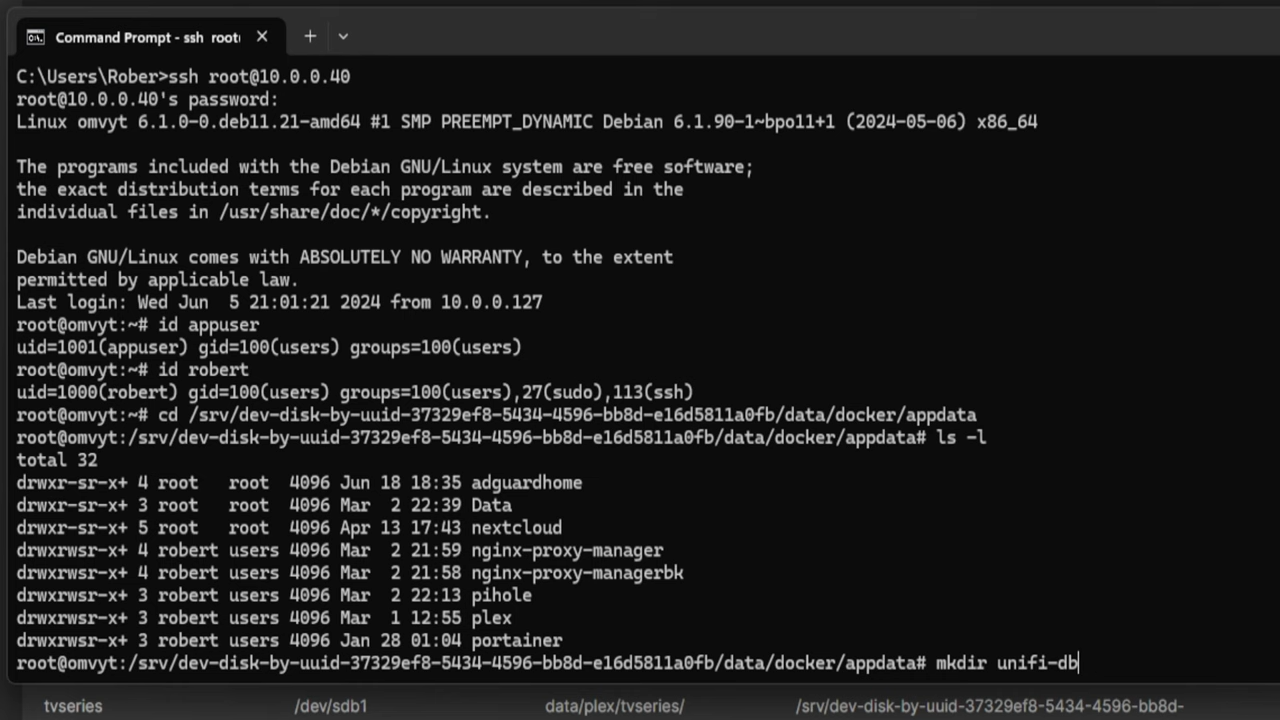 Command Prompt - ssh root
C:\Users\Rober>ssh root@10.0.0.40
root@10.0.0.40's password:
Linux omvyt 6.1.0-0.deb11.21-amd64 #1 SMP PREEMPT_DYNAMIC Debian 6.1.90-1~bpo11+1 (2024-05-06) x86_64
The programs included with the Debian GNU/Linux system are free software;
the exact distribution terms for each program are described in the
individual files in /usr/share/doc/*/copyright.
Debian GNU/Linux comes with ABSOLUTELY NO WARRANTY, to the extent
permitted by applicable law.
Last login: Wed Jun  5 21:01:21 2024 from 10.0.0.127
root@omvyt:~# id appuser
uid=1001(appuser) gid=100(users) groups=100(users)
root@omvyt:~# id robert
uid=1000(robert) gid=100(users) groups=100(users),27(sudo),113(ssh)
root@omvyt:~# cd /srv/dev-disk-by-uuid-37329ef8-5434-4596-bb8d-e16d5811a0fb/data/docker/appdata
root@omvyt:/srv/dev-disk-by-uuid-37329ef8-5434-4596-bb8d-e16d5811a0fb/data/docker/appdata# ls -l
total 32
drwxr-sr-x+ 4 root   root  4096 Jun 18 18:35 adguardhome
drwxr-sr-x+ 3 root   root  4096 Mar  2 22:39 Data
drwxr-sr-x+ 5 root   root  4096 Apr 13 17:43 nextcloud
drwxrwsr-x+ 4 robert users 4096 Mar  2 21:59 nginx-proxy-manager
drwxrwsr-x+ 4 robert users 4096 Mar  2 21:58 nginx-proxy-managerbk
drwxrwsr-x+ 3 robert users 4096 Mar  2 22:13 pihole
drwxrwsr-x+ 3 robert users 4096 Mar  1 12:55 plex
drwxrwsr-x+ 3 robert users 4096 Jan 28 01:04 portainer
root@omvyt:/srv/dev-disk-by-uuid-37329ef8-5434-4596-bb8d-e16d5811a0fb/data/docker/appdata# mkdir unifi-db
tvseries /dev/sdb1 data/plex/tvseries/ /srv/dev-disk-by-uuid-37329ef8-5434-4596-bb8d-